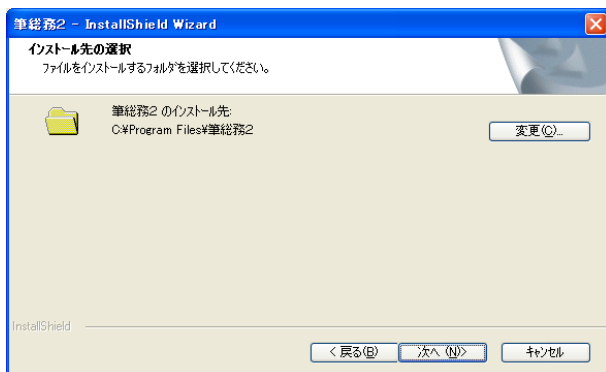 筆総務2 - InstallShield Wizard
インストール先の選択
ファイルをインストールするフォルダを選択してください。
筆総務2 のインストール先:
C:¥Program Files¥筆総務2
変更(C)...
InstallShield
< 戻る(B)
次へ (N)>
キャンセル